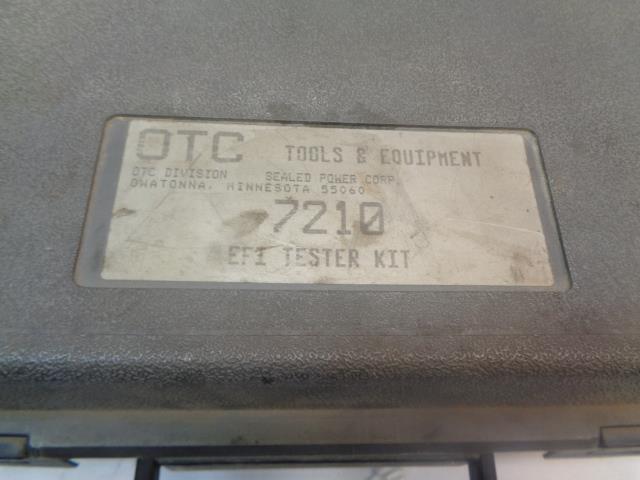 OTC TOOLS & EQUIPMENT
OTC DIVISION SEALED POWER CORP.
OWATONNA, MINNESOTA 55060
7210
EFI TESTER KIT